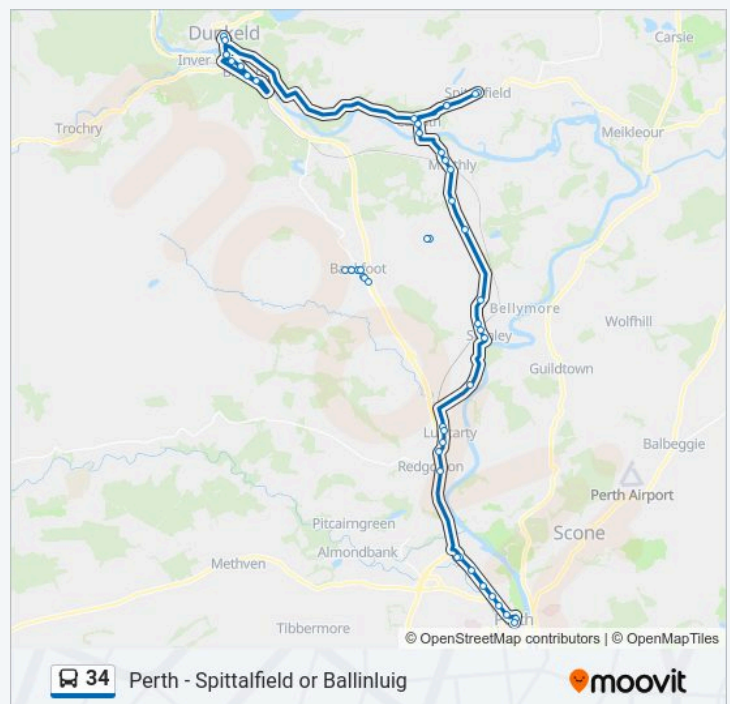 Dunkeld
Carsie
Inver
Spittalfield
Trochry
Meikleour
Murthly
Bankfoot
Bellymore
Wolfhill
Stanley
Guildtown
Luncarty
Balbeggie
Redgorton
Perth Airport
Pitcairngreen
Scone
Almondbank
Methven
Perth
Tibbermore
© OpenStreetMap contributors | © OpenMapTiles
34 Perth - Spittalfield or Ballinluig
moovit